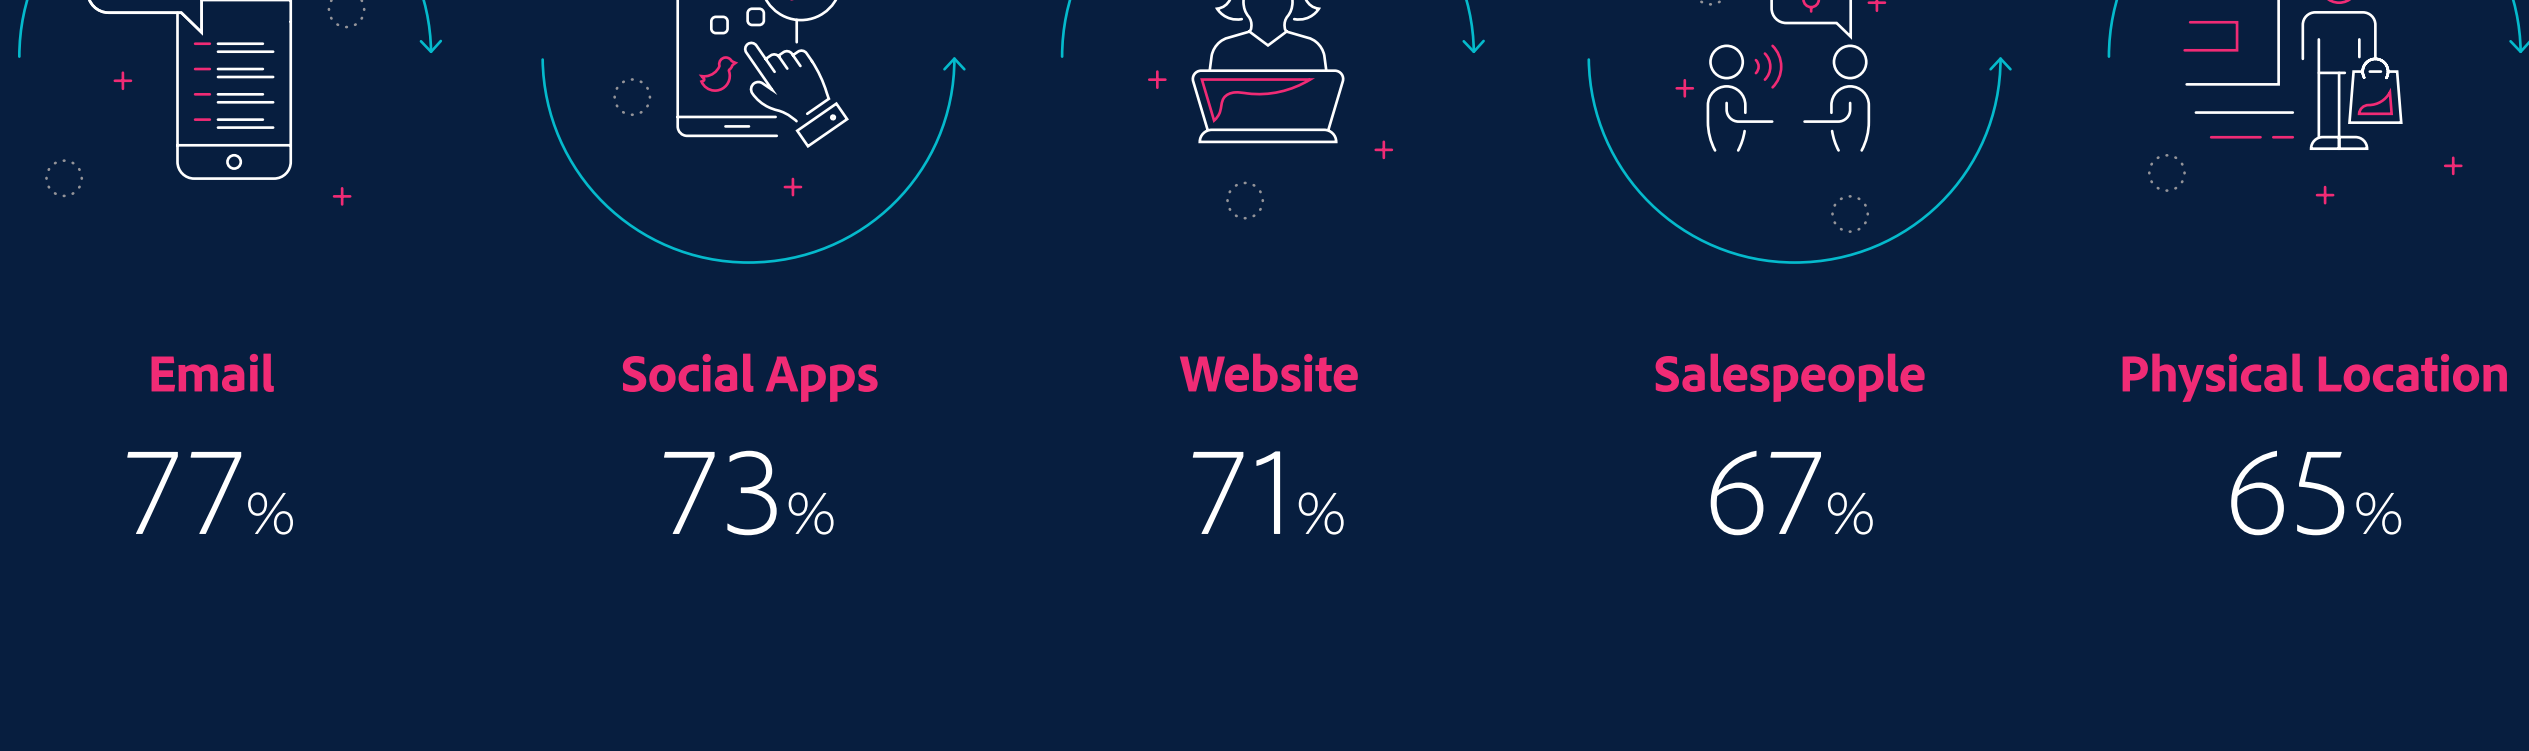 Email
Social Apps
Website
Salespeople
Physical Location
77%
73%
71%
67%
65%